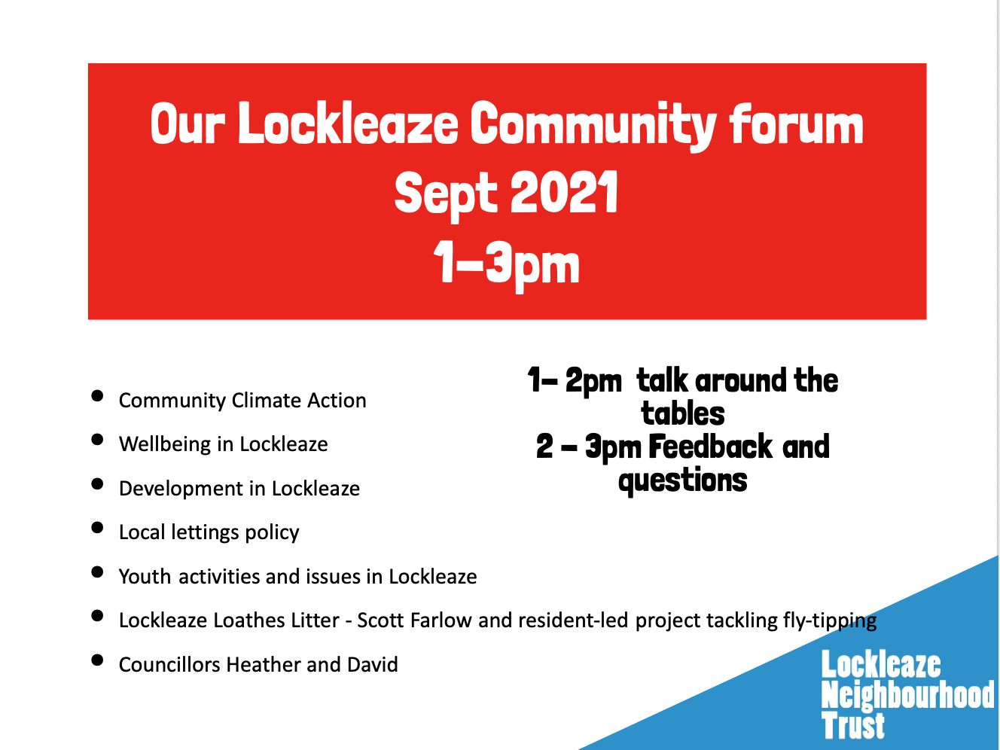 Our Lockleaze Community forum
Sept 2021
1-3pm
1- 2pm  talk around the
tables
2 - 3pm Feedback and
questions
• Community Climate Action
• Wellbeing in Lockleaze
• Development in Lockleaze
• Local lettings policy
• Youth activities and issues in Lockleaze
• Lockleaze Loathes Litter - Scott Farlow and resident-led project tackling fly-tipping
• Councillors Heather and David
Lockleaze
Neighbourhood
Trust